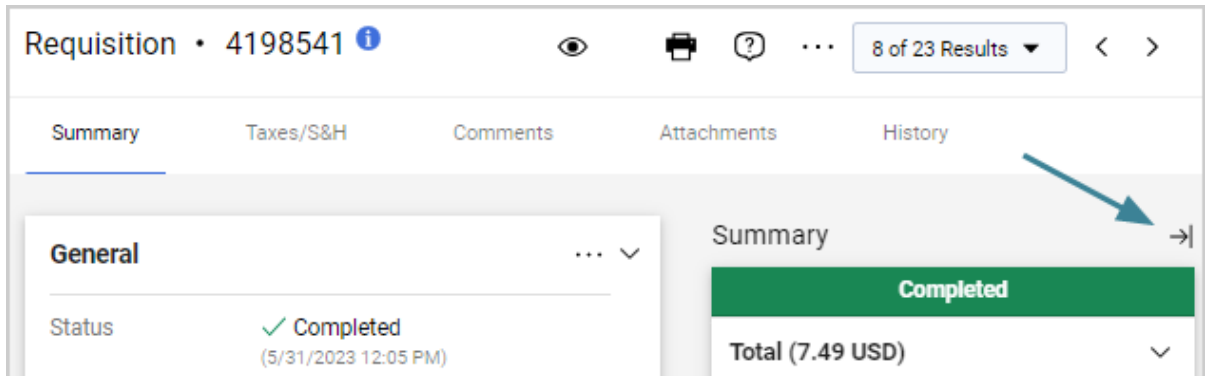 Requisition • 4198541
8 of 23 Results
Summary Taxes/S&H Comments Attachments History
General
Status Completed
(5/31/2023 12:05 PM)
Summary
Completed
Total (7.49 USD)